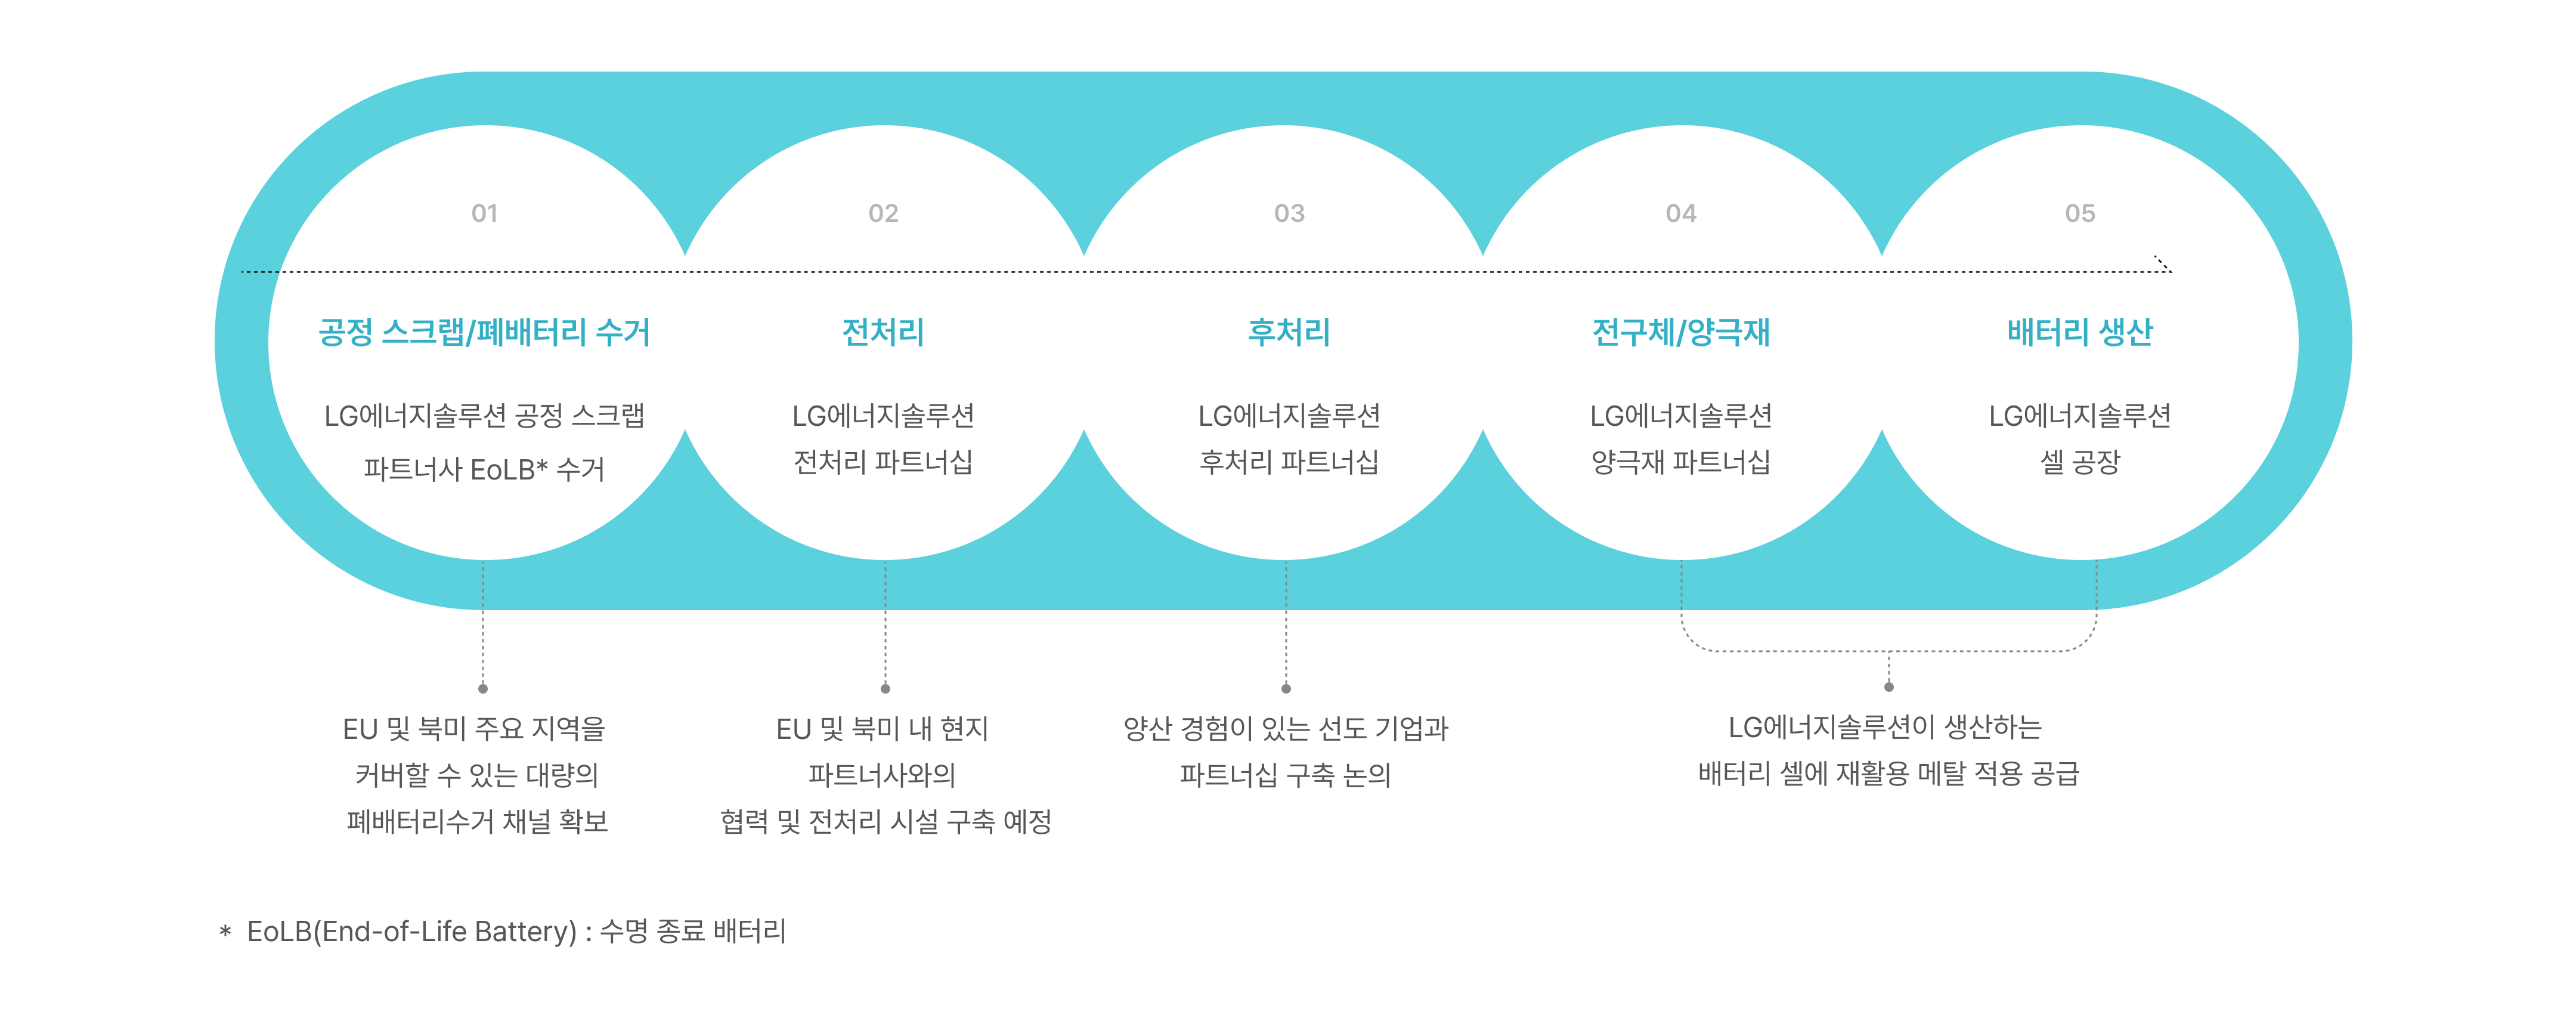 01
공정 스크랩/폐배터리 수거
LG에너지솔루션 공정 스크랩
파트너사 EoLB* 수거
02
전처리
LG에너지솔루션
전처리 파트너십
03
후처리
LG에너지솔루션
후처리 파트너십
04
전구체/양극재
LG에너지솔루션
양극재 파트너십
05
배터리 생산
LG에너지솔루션
셀 공장
EU 및 북미 주요 지역을
커버할 수 있는 대량의
폐배터리수거 채널 확보
EU 및 북미 내 현지
파트너사와의
협력 및 전처리 시설 구축 예정
양산 경험이 있는 선도 기업과
파트너십 구축 논의
LG에너지솔루션이 생산하는
배터리 셀에 재활용 메탈 적용 공급
* EoLB(End-of-Life Battery) : 수명 종료 배터리